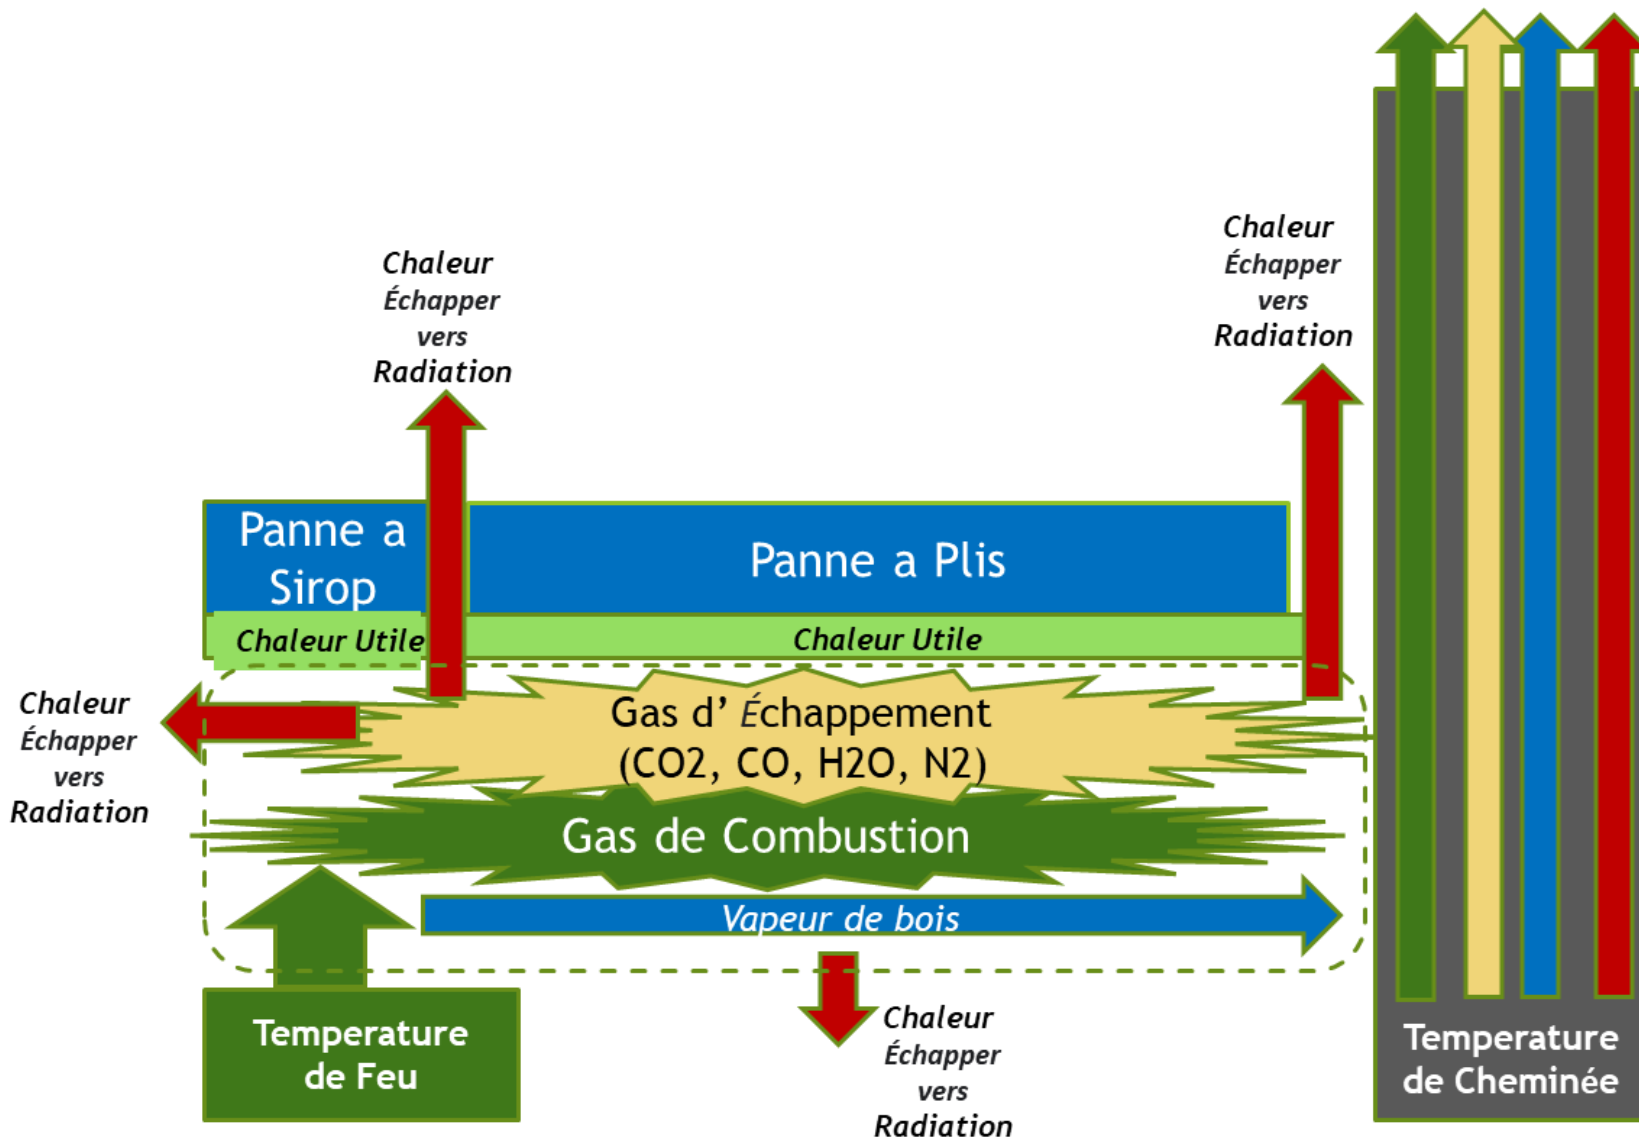 Chaleur
Échapper
vers
Radiation
Chaleur
Échapper
vers
Radiation
Panne a
Sirop
Panne a Plis
Chaleur Utile
Chaleur Utile
Chaleur
Échapper
vers
Radiation
Gas d' Échappement
(CO2, CO, H2O, N2)
Gas de Combustion
Vapeur de bois
Temperature
de Feu
Chaleur
Échapper
vers
Radiation
Temperature
de Cheminée